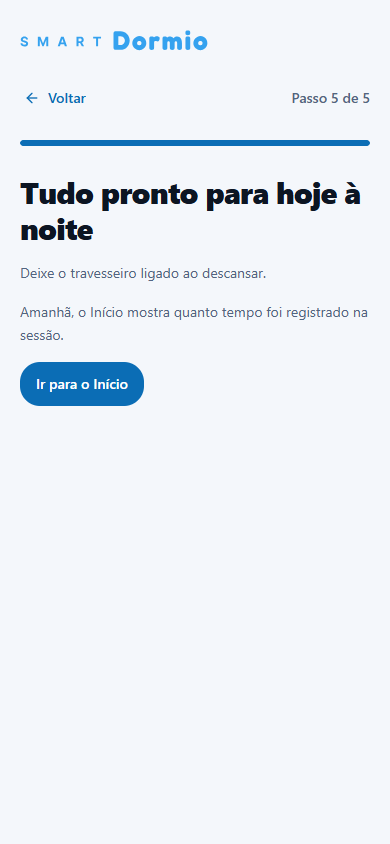 SMART Dormio
Voltar
Passo 5 de 5
Tudo pronto para hoje à
noite
Deixe o travesseiro ligado ao descansar.
Amanhã, o Início mostra quanto tempo foi registrado na
sessão.
Ir para o Início